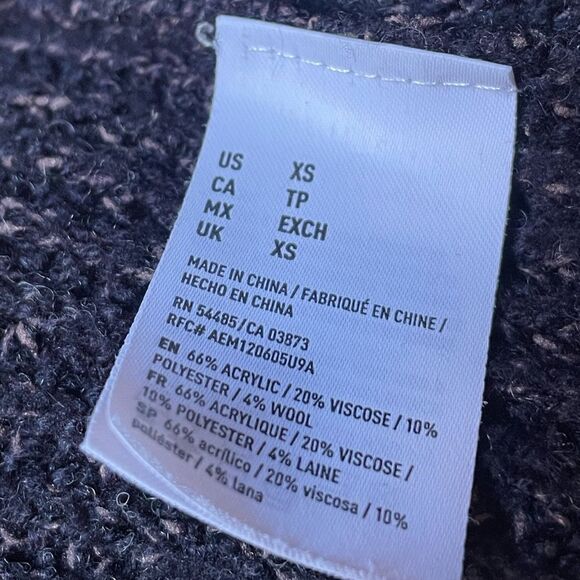 US XS
CA TP
MX EXCH
UK XS
MADE IN CHINA / FABRIQUÉ EN CHINE /
HECHO EN CHINA
RN 54485/CA 03873
RFC# AEM120605U9A
EN 66% ACRYLIC / 20% VISCOSE / 10%
POLYESTER / 4% WOOL
FR 66% ACRYLIQUE / 20% VISCOSE /
10% POLYESTER / 4% LAINE
SP 66% acrílico / 20% viscosa / 10%
poliéster / 4% lana